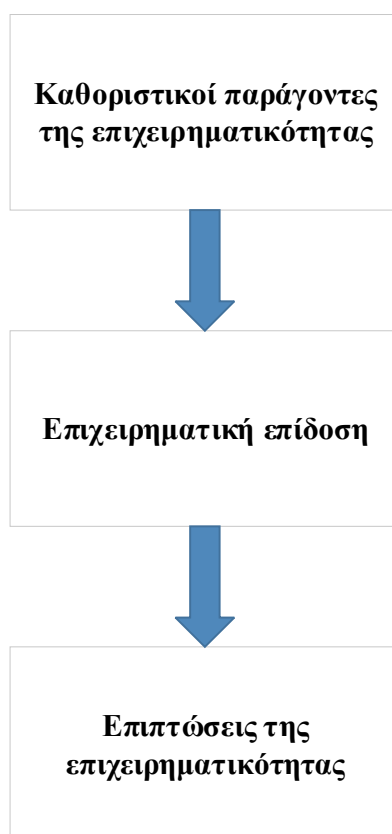 Καθοριστικοί παράγοντες
της επιχειρηματικότητας
Επιχειρηματική επίδοση
Επιπτώσεις της
επιχειρηματικότητας